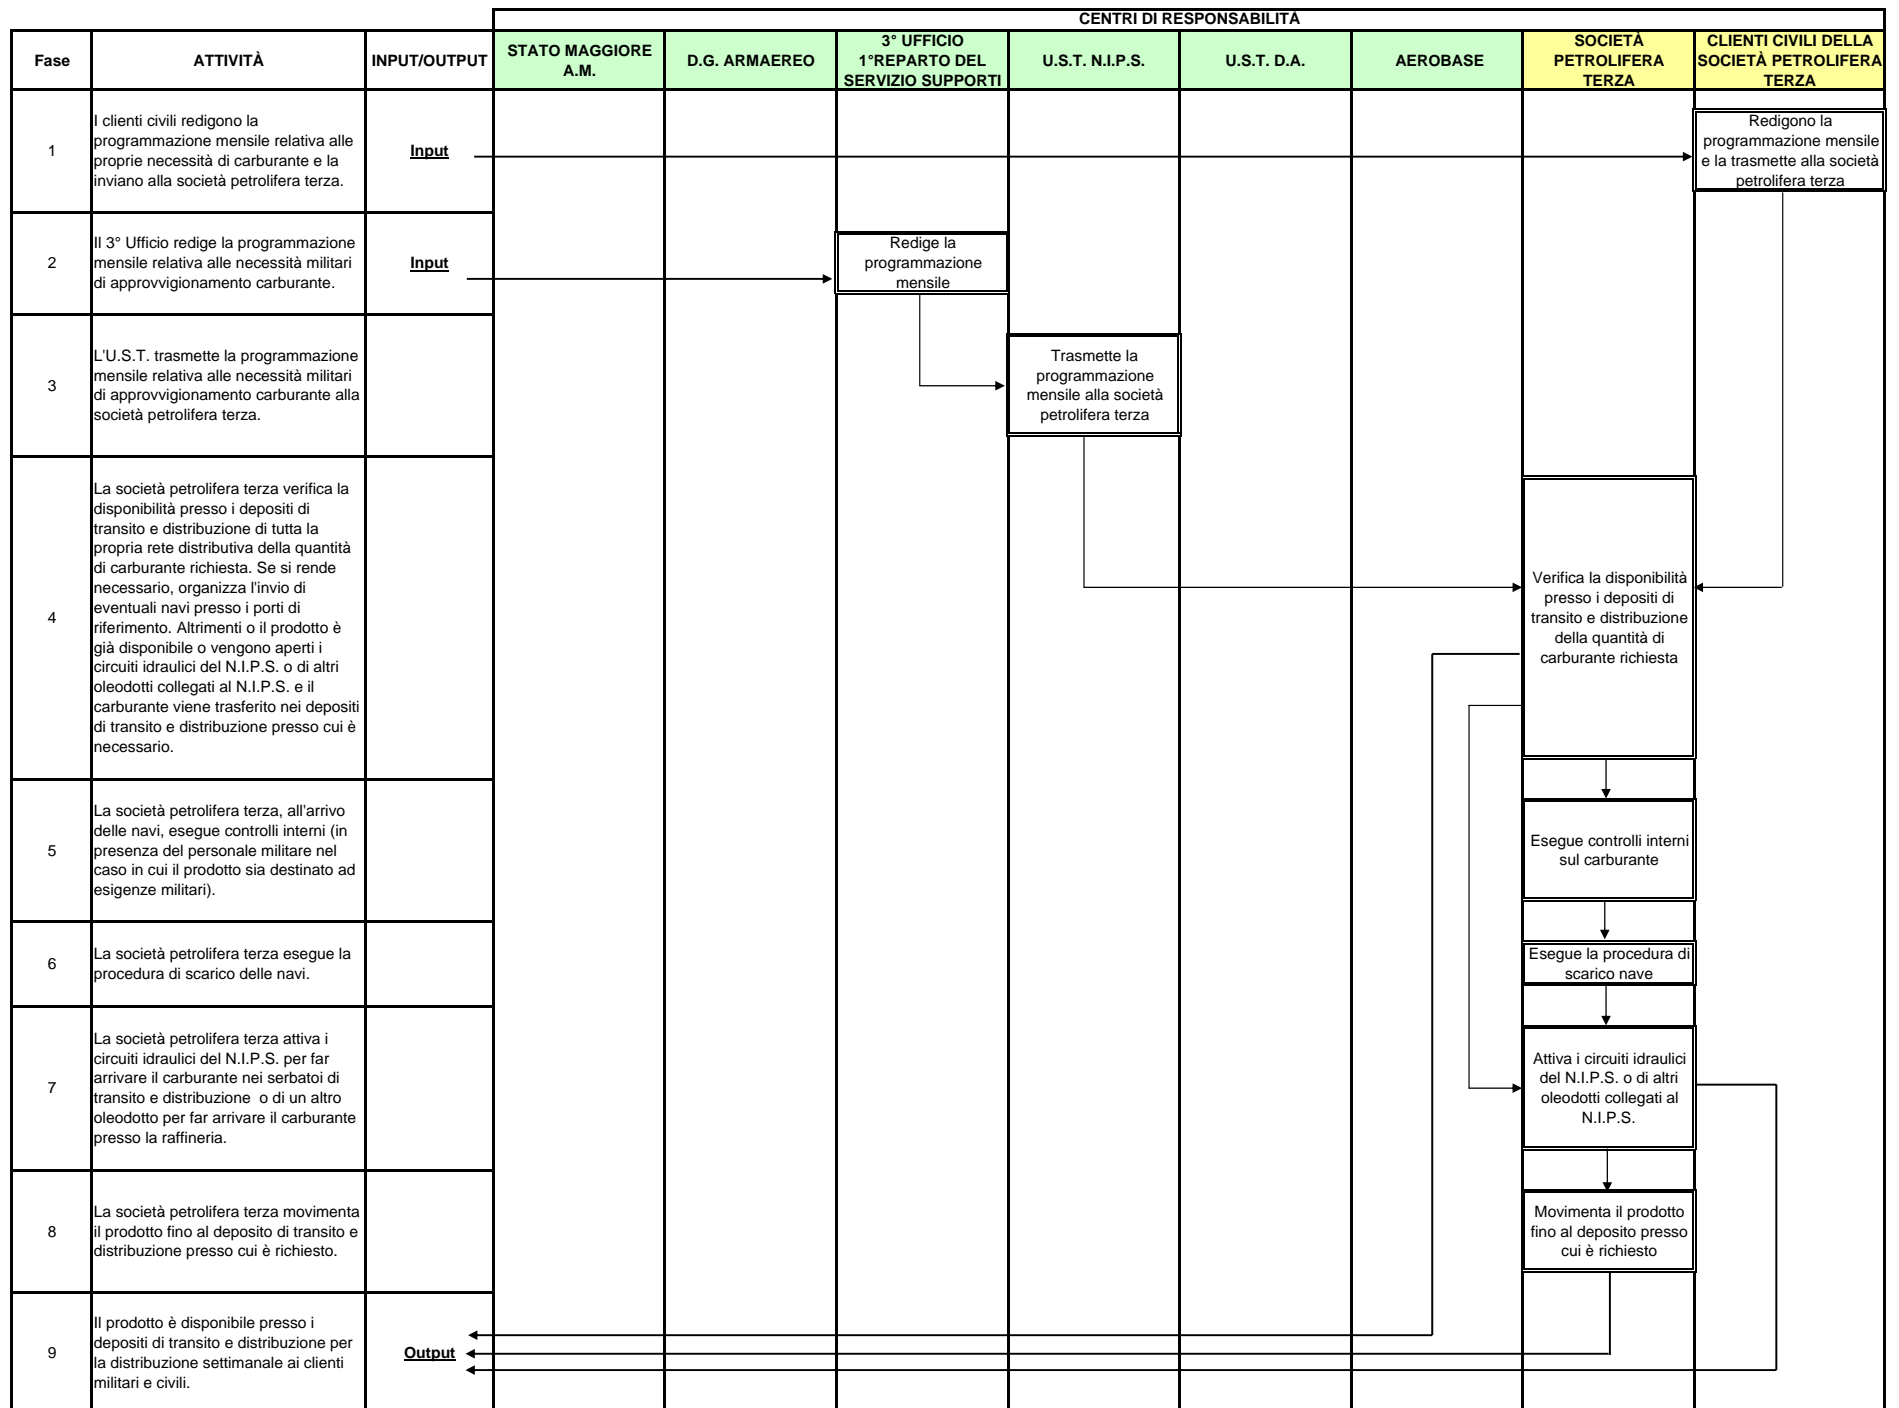 CENTRI DI RESPONSABILITÀ
Fase
ATTIVITÀ
INPUT/OUTPUT
STATO MAGGIORE
A.M.
D.G. ARMAEREO
3° UFFICIO
1°REPARTO DEL
SERVIZIO SUPPORTI
U.S.T. N.I.P.S.
U.S.T. D.A.
AEROBASE
SOCIETÀ
PETROLIFERA
TERZA
CLIENTI CIVILI DELLA
SOCIETÀ PETROLIFERA
TERZA
1
I clienti civili redigono la
programmazione mensile relativa alle
proprie necessità di carburante e la
inviano alla società petrolifera terza.
Input
Redigono la
programmazione mensile
e la trasmette alla società
petrolifera terza
2
Il 3° Ufficio redige la programmazione
mensile relativa alle necessità militari
di approvvigionamento carburante.
Input
Redige la
programmazione
mensile
3
L'U.S.T. trasmette la programmazione
mensile relativa alle necessità militari
di approvvigionamento carburante alla
società petrolifera terza.
Trasmette la
programmazione
mensile alla società
petrolifera terza
4
La società petrolifera terza verifica la
disponibilità presso i depositi di
transito e distribuzione di tutta la
propria rete distributiva della quantità
di carburante richiesta. Se si rende
necessario, organizza l'invio di
eventuali navi presso i porti di
riferimento. Altrimenti o il prodotto è
già disponibile o vengono aperti i
circuiti idraulici del N.I.P.S. o di altri
oleodotti collegati al N.I.P.S. e il
carburante viene trasferito nei depositi
di transito e distribuzione presso cui è
necessario.
Verifica la disponibilità
presso i depositi di
transito e distribuzione
della quantità di
carburante richiesta
5
La società petrolifera terza, all'arrivo
delle navi, esegue controlli interni (in
presenza del personale militare nel
caso in cui il prodotto sia destinato ad
esigenze militari).
Esegue controlli interni
sul carburante
6
La società petrolifera terza esegue la
procedura di scarico delle navi.
Esegue la procedura di
scarico nave
7
La società petrolifera terza attiva i
circuiti idraulici del N.I.P.S. per far
arrivare il carburante nei serbatoi di
transito e distribuzione o di un altro
oleodotto per far arrivare il carburante
presso la raffineria.
Attiva i circuiti idraulici
del N.I.P.S. o di altri
oleodotti collegati al
N.I.P.S.
8
La società petrolifera terza movimenta
il prodotto fino al deposito di transito e
distribuzione presso cui è richiesto.
Movimenta il prodotto
fino al deposito presso
cui è richiesto
9
Il prodotto è disponibile presso i
depositi di transito e distribuzione per
la distribuzione settimanale ai clienti
militari e civili.
Output